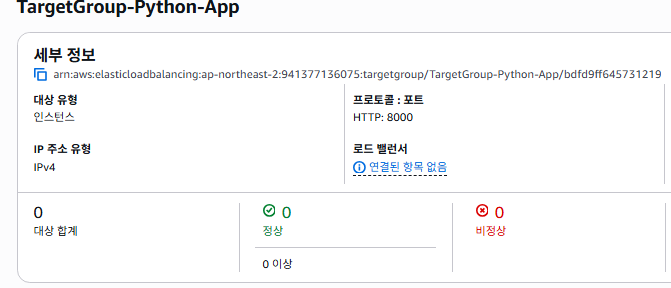 TargetGroup-Python-App
세부 정보
arn:aws:elasticloadbalancing:ap-northeast-2:941377136075:targetgroup/TargetGroup-Python-App/bdfd9ff645731219
대상 유형
인스턴스
프로토콜 : 포트
HTTP: 8000
IP 주소 유형
IPv4
로드 밸런서
연결된 항목 없음
0
대상 합계
0
정상
0 이상
0
비정상